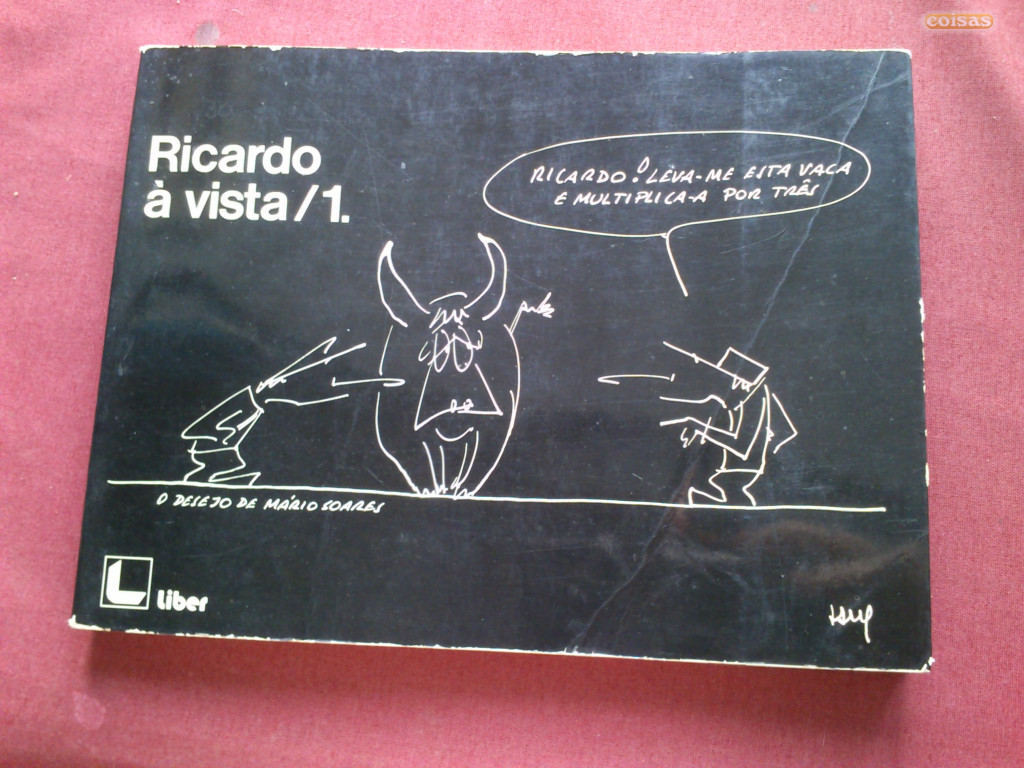 coisas
Ricardo
à vista/1.
RICARDO! Ó LEVA-ME ESTA VACA
E MULTIPLICA-A POR TRÊS
O DESEJO DE MÁRIO SOARES
Liber